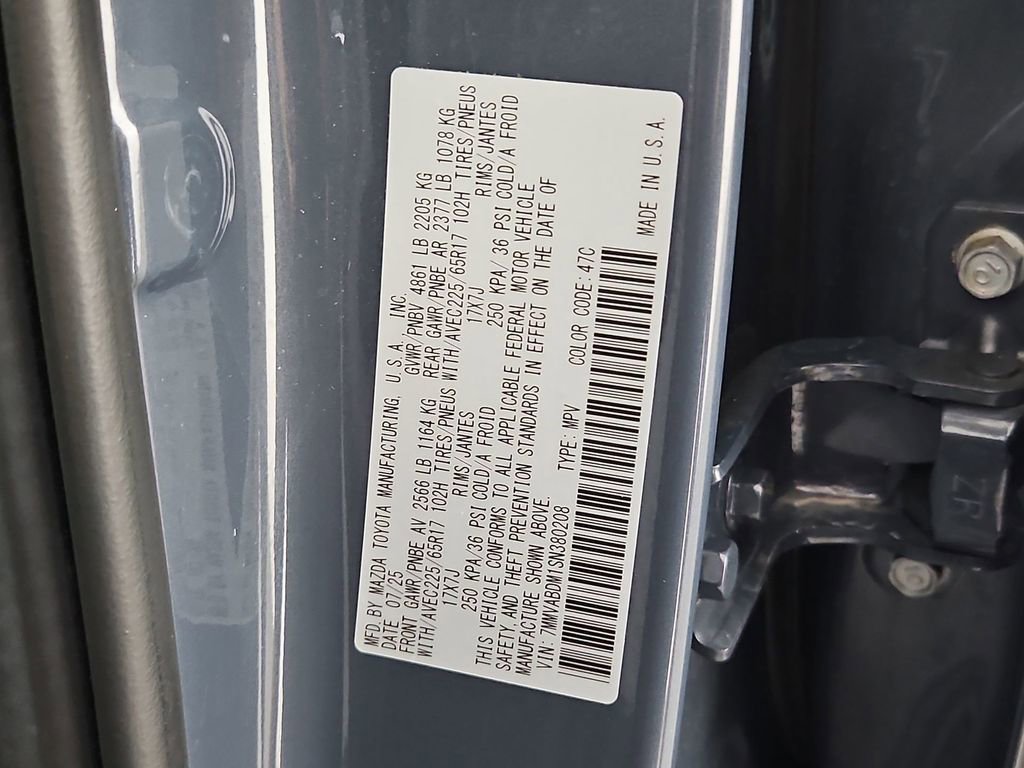 MFD. BY MAZDA TOYOTA MANUFACTURING, U. S. A. , INC.
DATE 07/25 GWR/PNBV 4861 LB 2205 KG
FRONT GAWR/PNBE AV 2566 LB 1164 KG REAR GAWR/PNBE AR 2377 LB 1078 KG
WITH/AVEC225/65R17 102H TIRES/PNEUS WITH/AVEC225/65R17 102H TIRES/PNEUS
17X7J RIMS/JANTES 17X7J RIMS/JANTES
250 KPA/36 PSI COLD/A FROID 250 KPA/36 PSI COLD/A FROID
THIS VEHICLE CONFORMS TO ALL APPLICABLE FEDERAL MOTOR VEHICLE
SAFETY AND THEFT PREVENTION STANDARDS IN EFFECT ON THE DATE OF
MANUFACTURE SHOWN ABOVE.
VIN: 7MMVABDM1SN380208 TYPE: MPV COLOR CODE: 47C
MADE IN U. S. A.
ZR